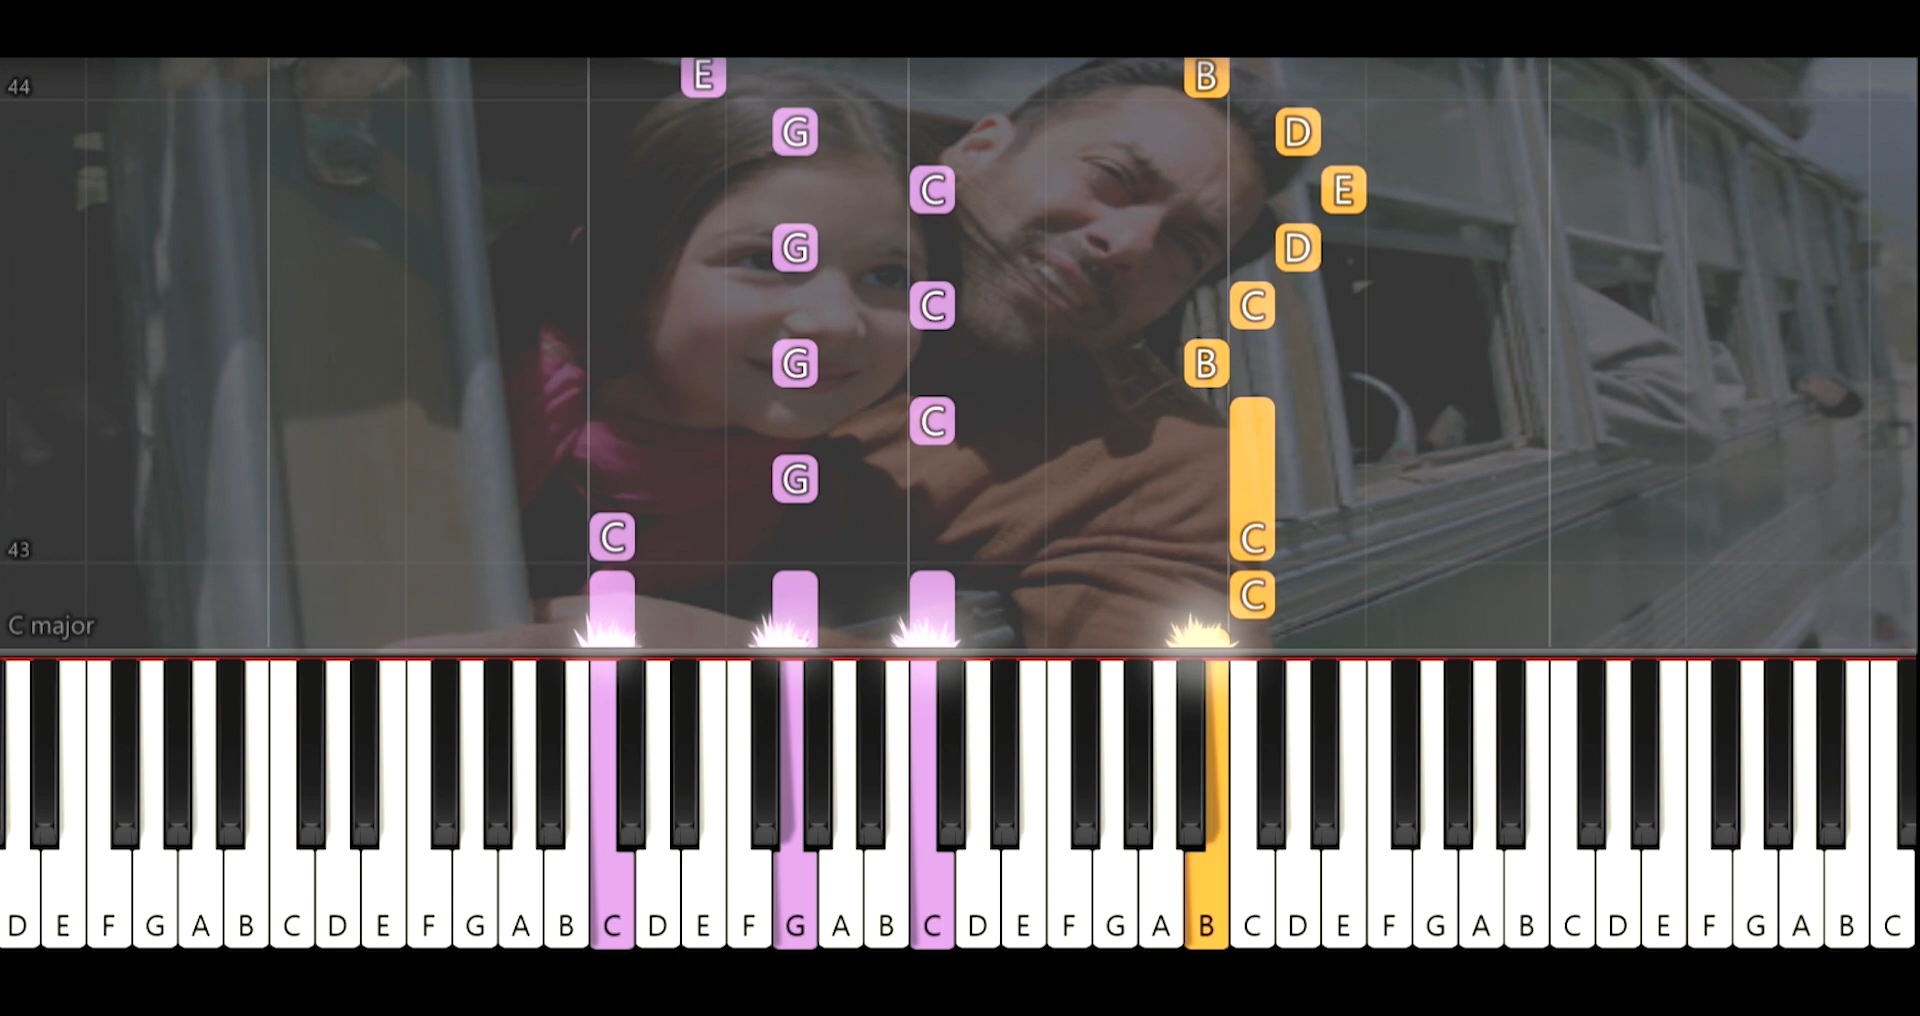 44
E B
G D
C E
G D
C C
G B
C
G
C C
43
C
C major
D E F G A B C D E F G A B C D E F G A B C D E F G A B C D E F G A B C D E F G A B C